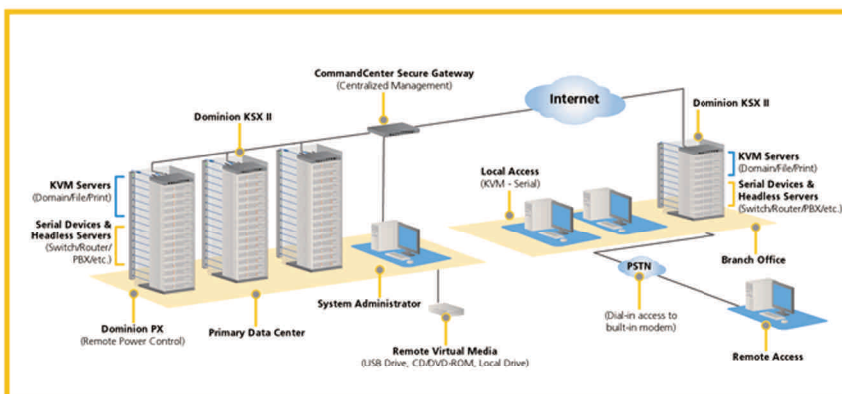 CommandCenter Secure Gateway
(Centralized Management)
Internet
Dominion KSX II
Dominion KSX II
KVM Servers
(Domain/File/Print)
Serial Devices &
Headless Servers
(Switch/Router/
PBX/etc.)
Local Access
(KVM - Serial)
KVM Servers
(Domain/File/Print)
Serial Devices &
Headless Servers
(Switch/Router/PBX/etc.)
Branch Office
PSTN
(Dial-in access to
built-in modem)
System Administrator
Dominion PX
(Remote Power Control)
Primary Data Center
Remote Virtual Media
(USB Drive, CD/DVD-ROM, Local Drive)
Remote Access